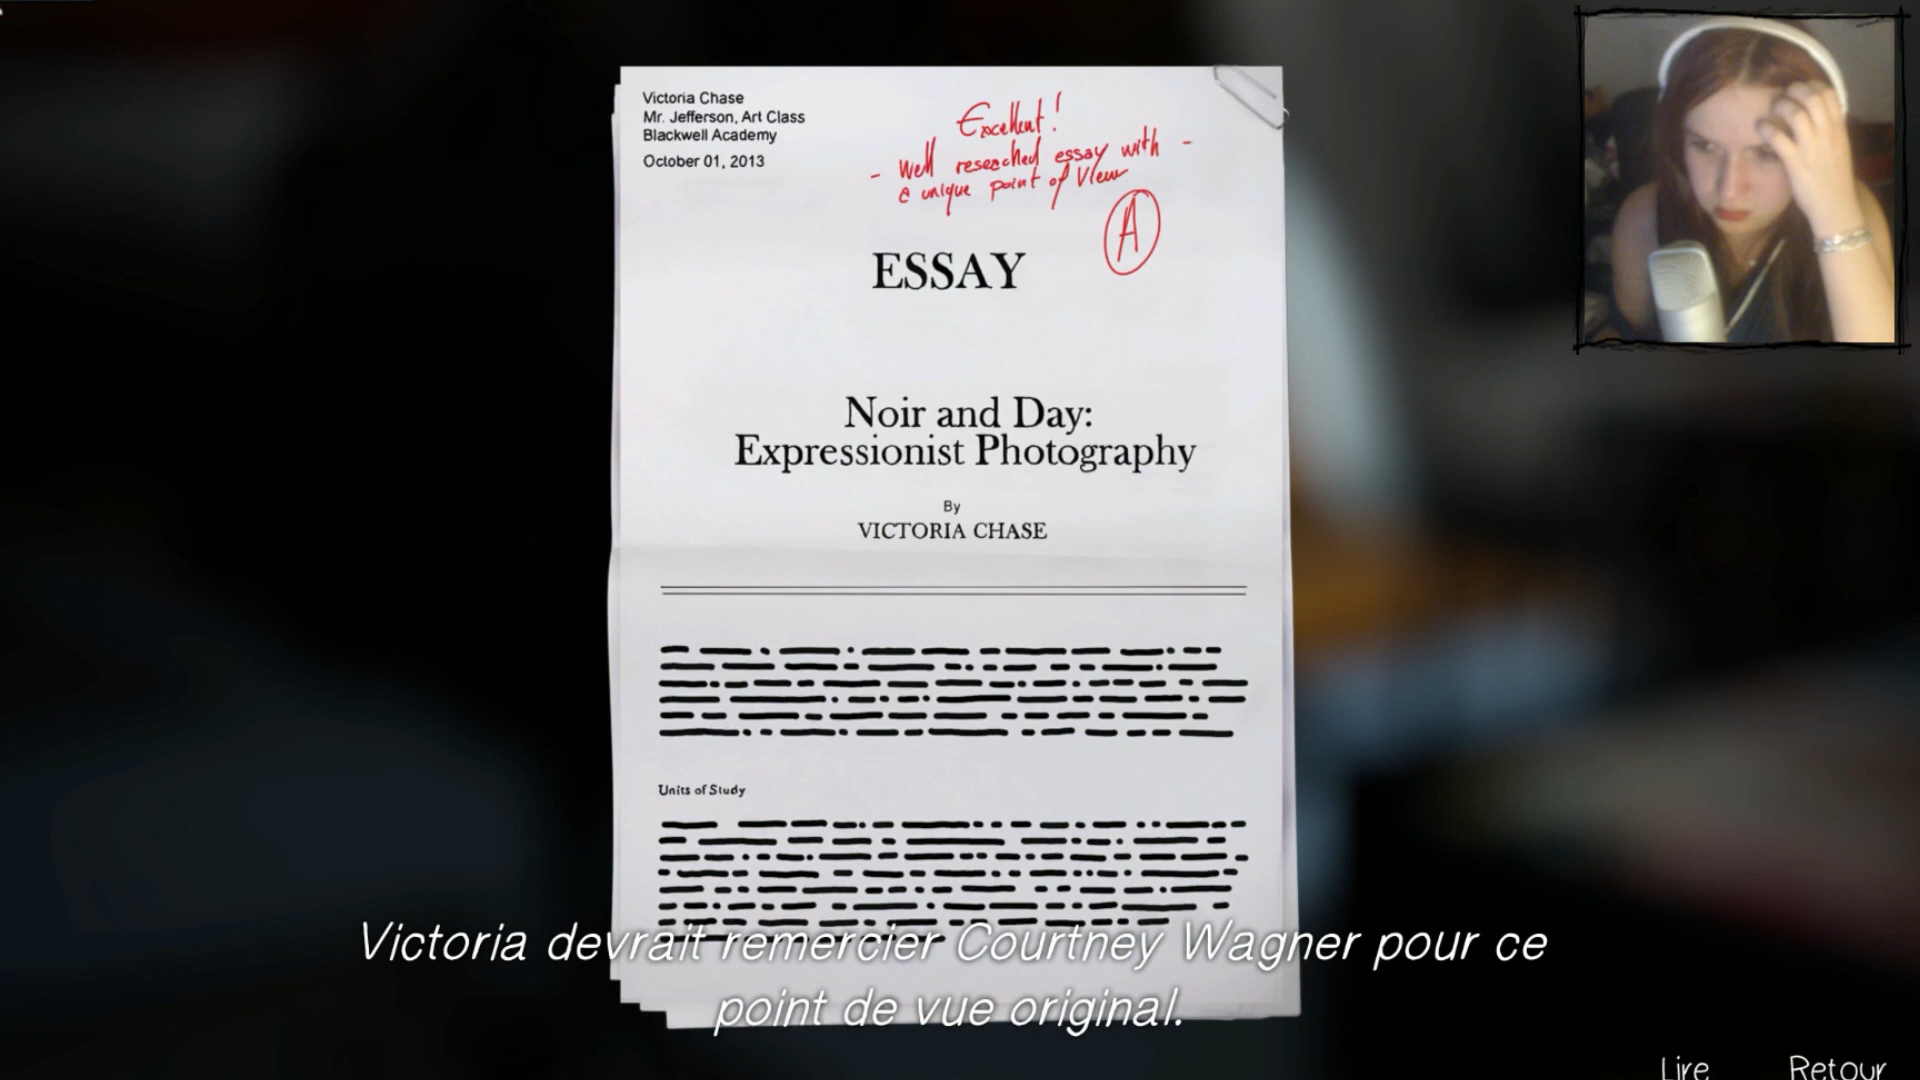 Victoria Chase
Mr. Jefferson, Art Class
Blackwell Academy
October 01, 2013
Excellent!
- Well reseached essay with -
a unique point of View
A
ESSAY
Noir and Day:
Expressionist Photography
By
VICTORIA CHASE
Units of Study
Victoria devrait remercier Courtney Wagner pour ce
point de vue original.
Lire Retour